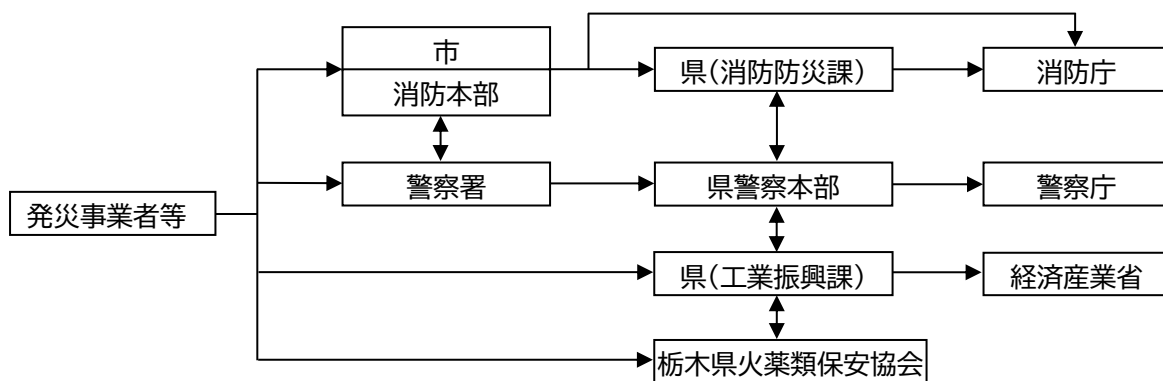 市
消防本部
県（消防防災課）
消防庁
警察署
県警察本部
警察庁
発災事業者等
県（工業振興課）
経済産業省
栃木県火薬類保安協会